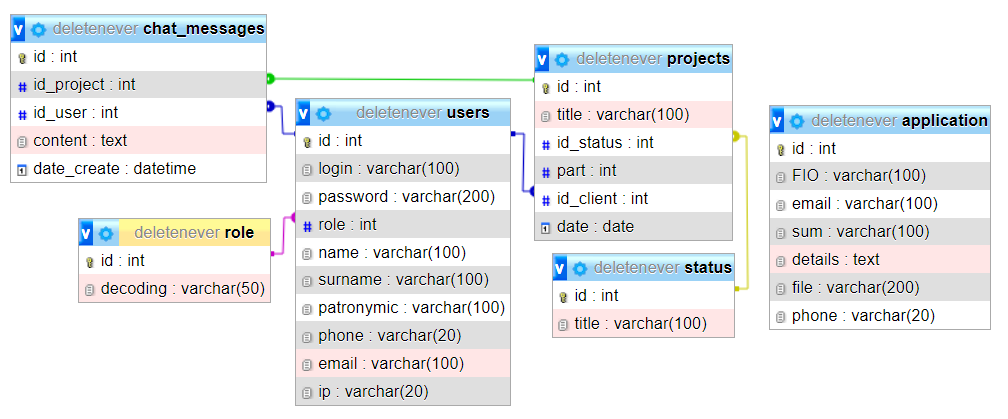 v deletenever chat_messages
id : int
id_project : int
id_user : int
content : text
date_create : datetime
v deletenever role
id : int
decoding : varchar(50)
v deletenever users
id : int
login : varchar(100)
password : varchar(200)
role : int
name : varchar(100)
surname : varchar(100)
patronymic : varchar(100)
phone : varchar(20)
email : varchar(100)
ip : varchar(20)
v deletenever projects
id : int
title : varchar(100)
id_status : int
part : int
id_client : int
date : date
v deletenever status
id : int
title : varchar(100)
v deletenever application
id : int
FIO : varchar(100)
email : varchar(100)
sum : varchar(100)
details : text
file : varchar(200)
phone : varchar(20)